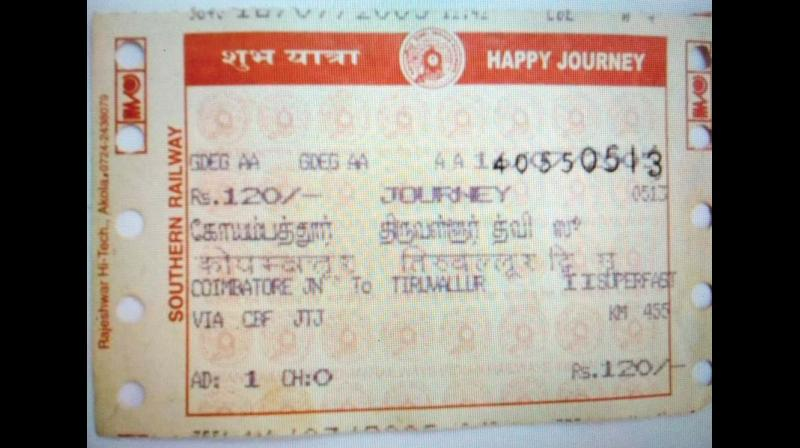 शुभ यात्रा HAPPY JOURNEY
GDEG AA GDEG AA A A 1 40550513
Rs.120/- JOURNEY 0513
கோயம்பத்தூர் திருவள்ளூர் த்வி ஸு
कोयम्बत्तूर तिरुवल्लूर द्वि सु
COIMBATORE JN To TIRUVALLUR II SUPERFAST
VIA CBF JTJ KM 455
AD: 1 CH:0 Rs.120/-
SOUTHERN RAILWAY
Rajeshwar Hi-Tech., Akola.0724-2438079